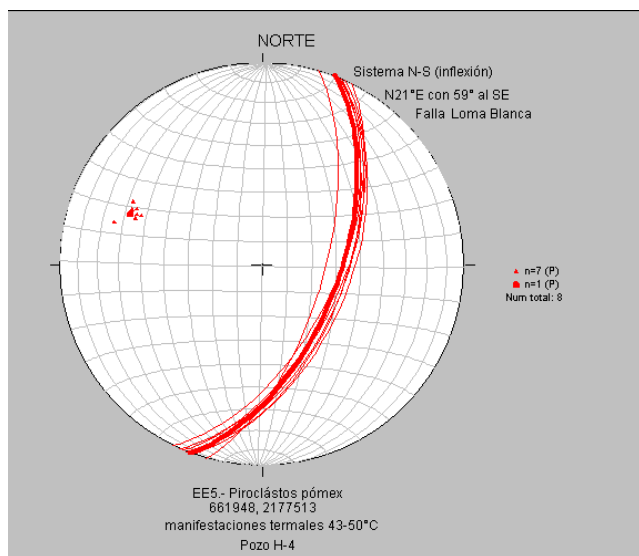 NORTE
Sistema N-S (inflexión)
N21°E con 59° al SE
Falla Loma Blanca
n=7 (P)
n=1 (P)
Num total: 8
EE5.- Piroclástos pómex
661948, 2177513
manifestaciones termales 43-50°C
Pozo H-4